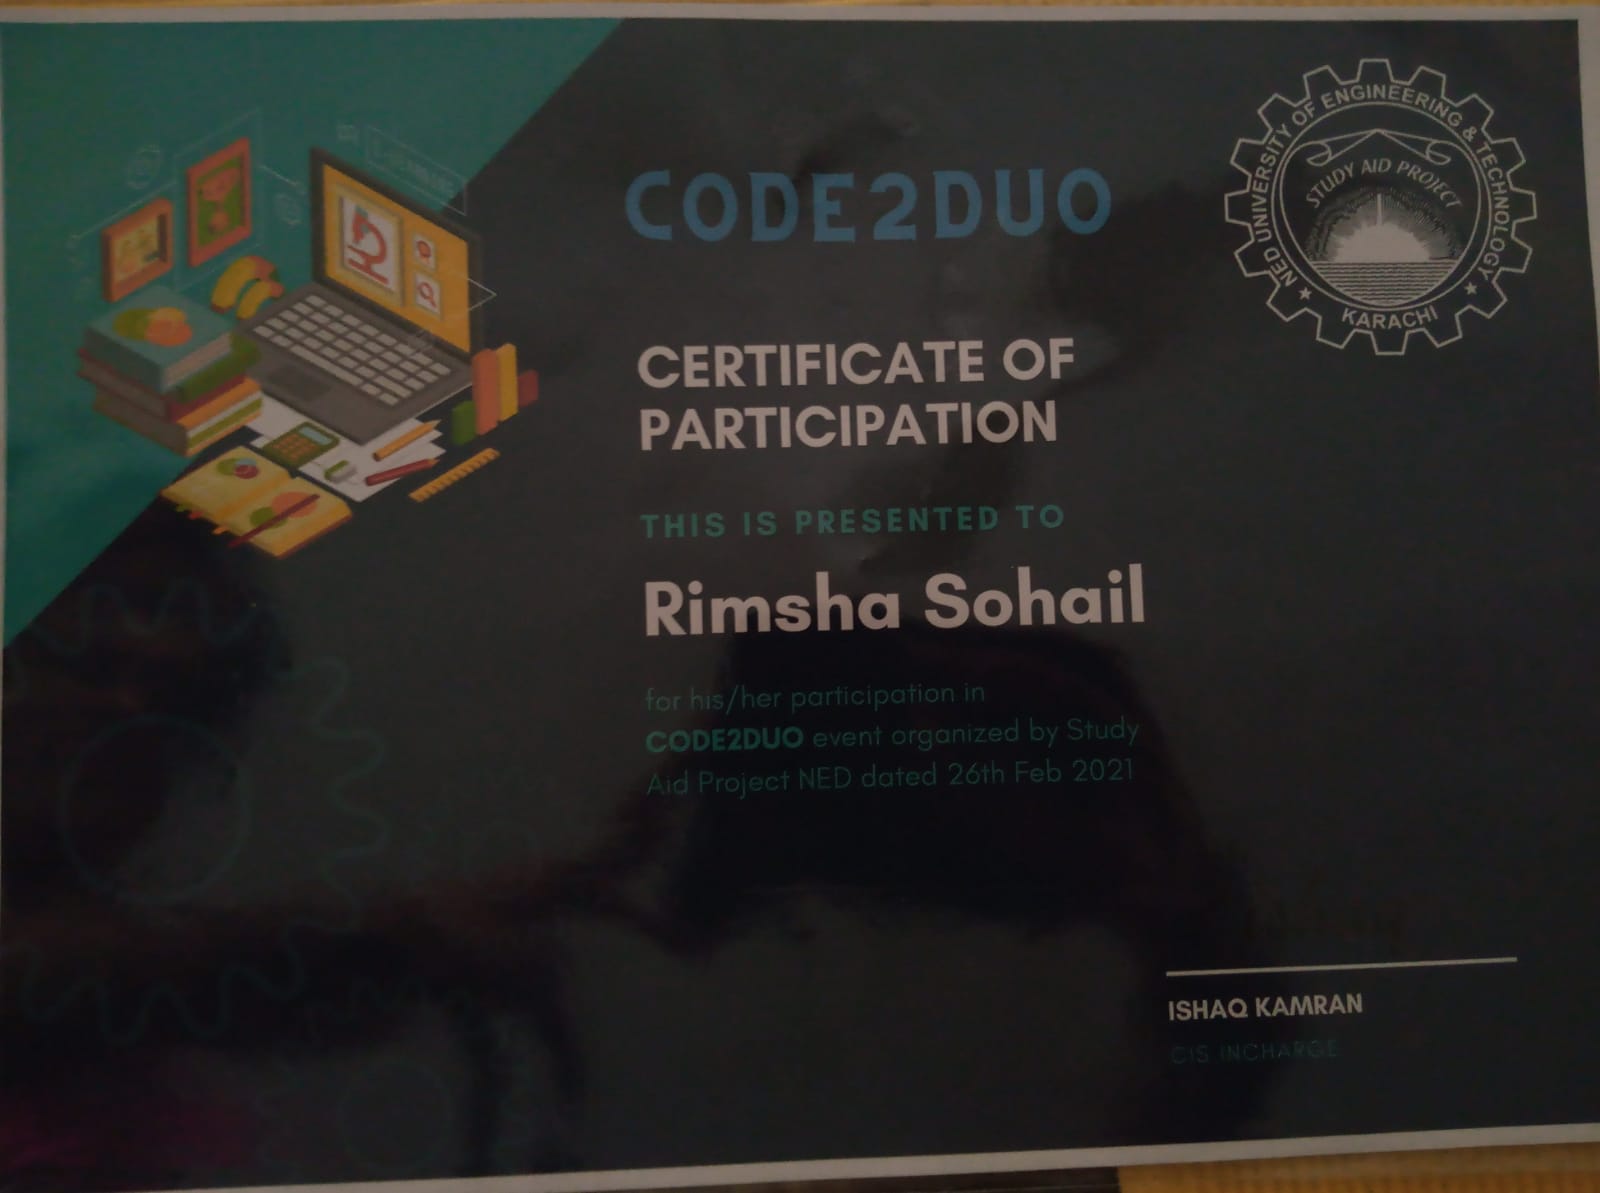 CODE2DUO
NED UNIVERSITY OF ENGINEERING & TECHNOLOGY
STUDY AID PROJECT
★ KARACHI ★
CERTIFICATE OF
PARTICIPATION
THIS IS PRESENTED TO
Rimsha Sohail
for his/her participation in
CODE2DUO event organized by Study
Aid Project NED dated 26th Feb 2021
ISHAQ KAMRAN
CIS INCHARGE